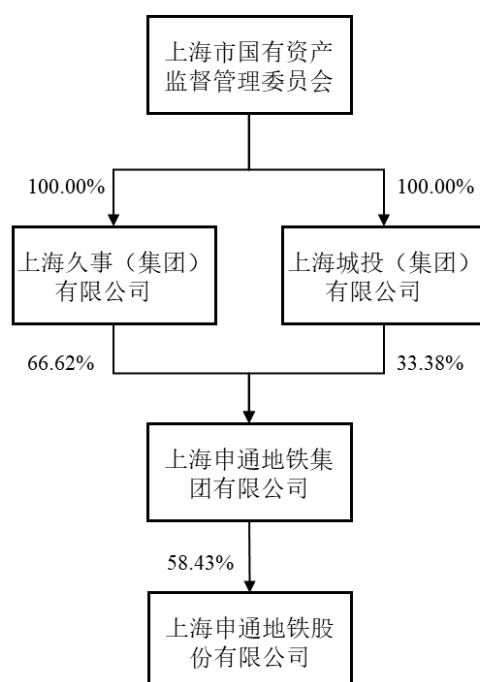 上海市国有资产
监督管理委员会
100.00%
100.00%
上海久事（集团）
有限公司
上海城投（集团）
有限公司
66.62%
33.38%
上海申通地铁集
团有限公司
58.43%
上海申通地铁股
份有限公司